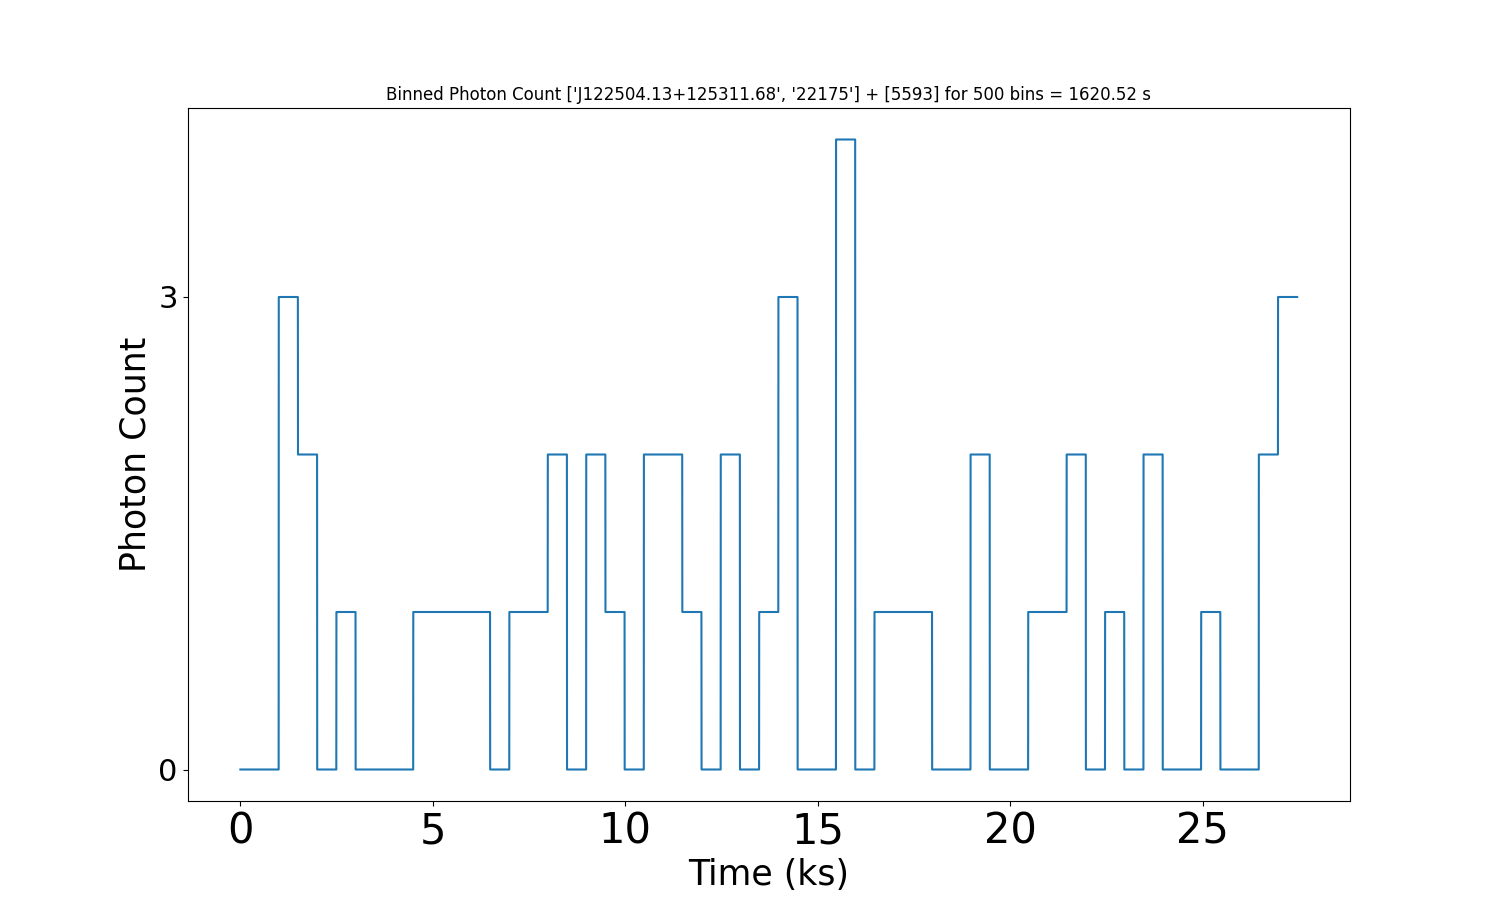 Binned Photon Count ['J122504.13+125311.68', '22175'] + [5593] for 500 bins = 1620.52 s
Photon Count
3
0
0 5 10 15 20 25
Time (ks)